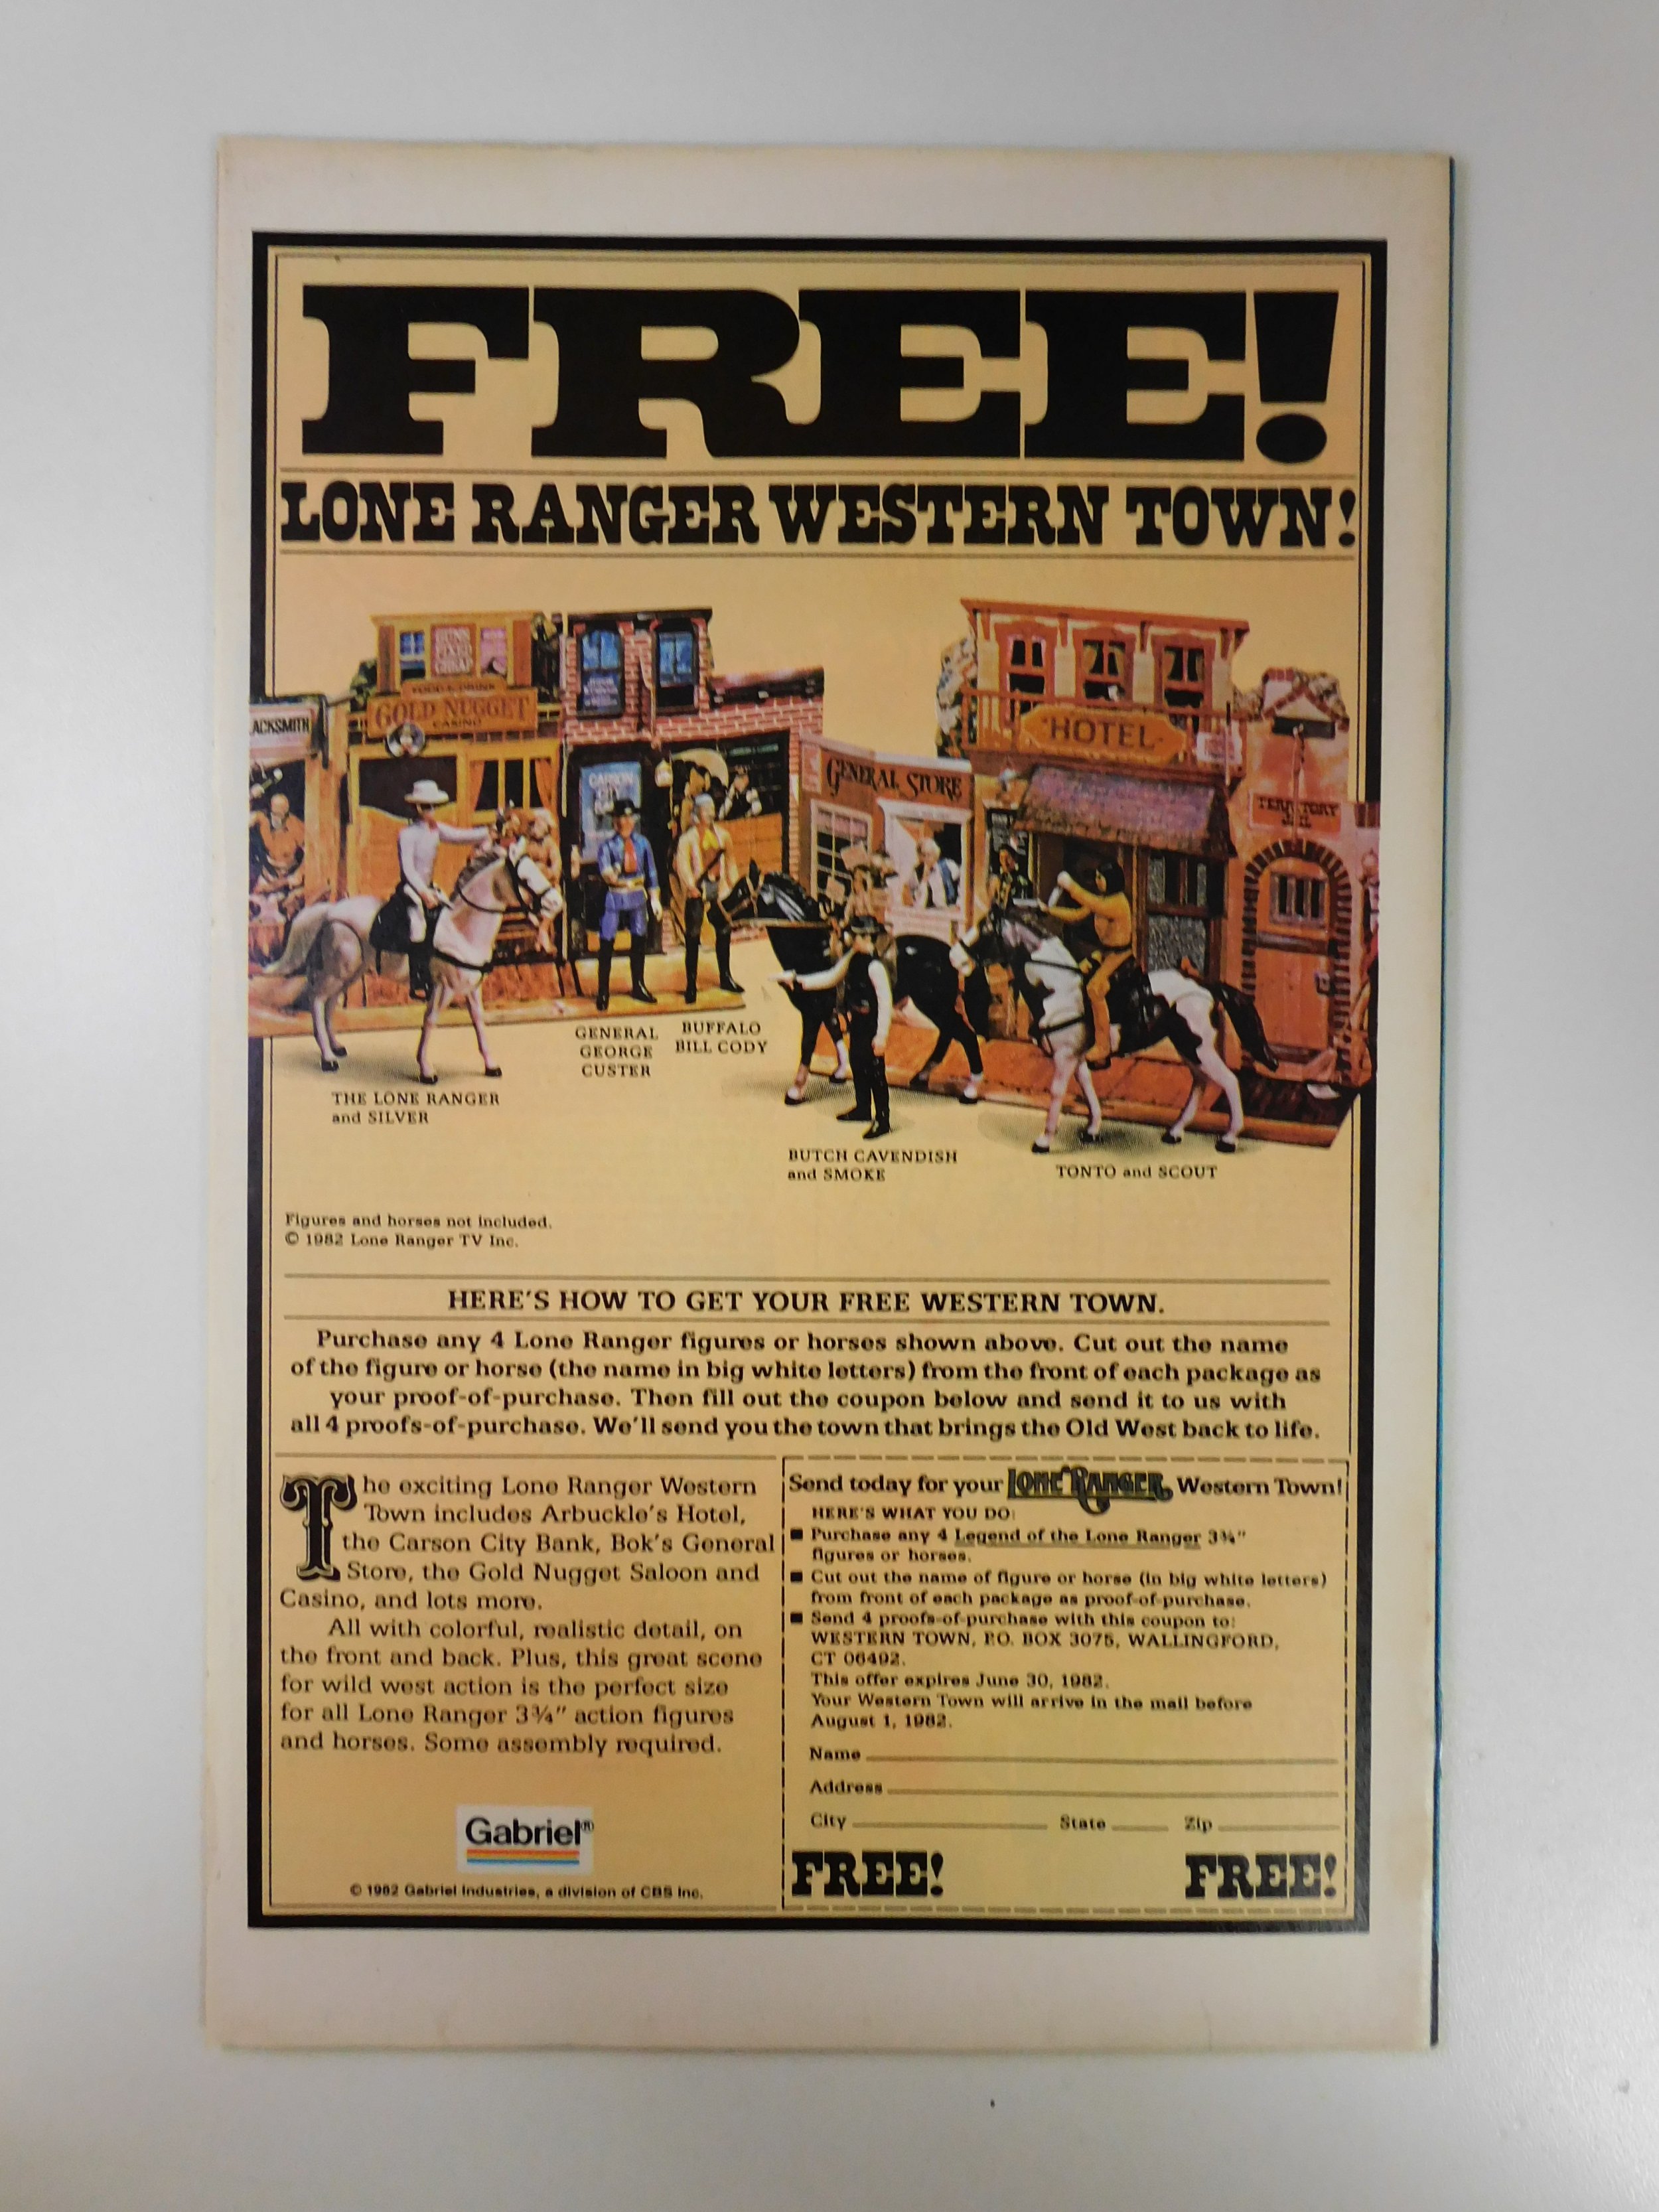 FREE!
LONE RANGER WESTERN TOWN!
GUNS
FIXED
CHEAP
FOOD & DRINK
GOLD NUGGET
CASINO
ACKSMITH
CARSON
CITY
GENERAL STORE
HOTEL
TERRITORY
GENERAL
GEORGE
CUSTER
BUFFALO
BILL CODY
THE LONE RANGER
and SILVER
BUTCH CAVENDISH
and SMOKE
TONTO and SCOUT
Figures and horses not included.
© 1982 Lone Ranger TV Inc.
HERE'S HOW TO GET YOUR FREE WESTERN TOWN.
Purchase any 4 Lone Ranger figures or horses shown above. Cut out the name
of the figure or horse (the name in big white letters) from the front of each package as
your proof-of-purchase. Then fill out the coupon below and send it to us with
all 4 proofs-of-purchase. We'll send you the town that brings the Old West back to life.
The exciting Lone Ranger Western
Town includes Arbuckle's Hotel,
the Carson City Bank, Bok's General
Store, the Gold Nugget Saloon and
Casino, and lots more.
All with colorful, realistic detail, on
the front and back. Plus, this great scene
for wild west action is the perfect size
for all Lone Ranger 3¾" action figures
and horses. Some assembly required.
Gabriel®
© 1982 Gabriel Industries, a division of CBS Inc.
Send today for your LONE RANGER Western Town!
HERE'S WHAT YOU DO:
■ Purchase any 4 Legend of the Lone Ranger 3¾"
figures or horses.
■ Cut out the name of figure or horse (in big white letters)
from front of each package as proof-of-purchase.
■ Send 4 proofs-of-purchase with this coupon to:
WESTERN TOWN, P.O. BOX 3075, WALLINGFORD,
CT 06492.
This offer expires June 30, 1982.
Your Western Town will arrive in the mail before
August 1, 1982.
Name
Address
City State Zip
FREE! FREE!